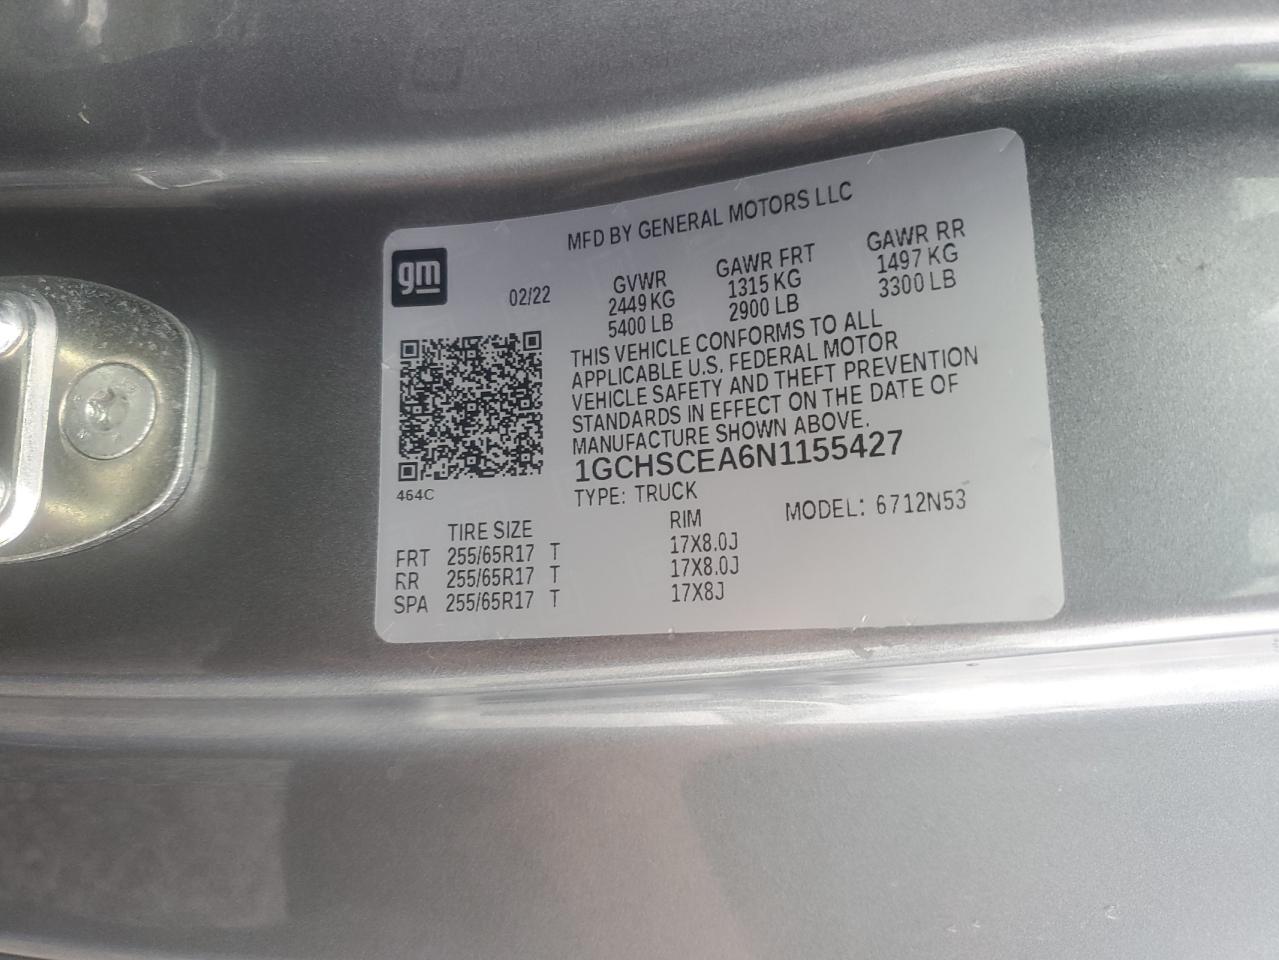 MFD BY GENERAL MOTORS LLC
gm
02/22
GVWR
2449 KG
5400 LB
GAWR FRT
1315 KG
2900 LB
GAWR RR
1497 KG
3300 LB
THIS VEHICLE CONFORMS TO ALL
APPLICABLE U.S. FEDERAL MOTOR
VEHICLE SAFETY AND THEFT PREVENTION
STANDARDS IN EFFECT ON THE DATE OF
MANUFACTURE SHOWN ABOVE.
1GCHSCEA6N1155427
464C
TYPE: TRUCK
MODEL: 6712N53
TIRE SIZE RIM
FRT 255/65R17 T 17X8.0J
RR 255/65R17 T 17X8.0J
SPA 255/65R17 T 17X8J